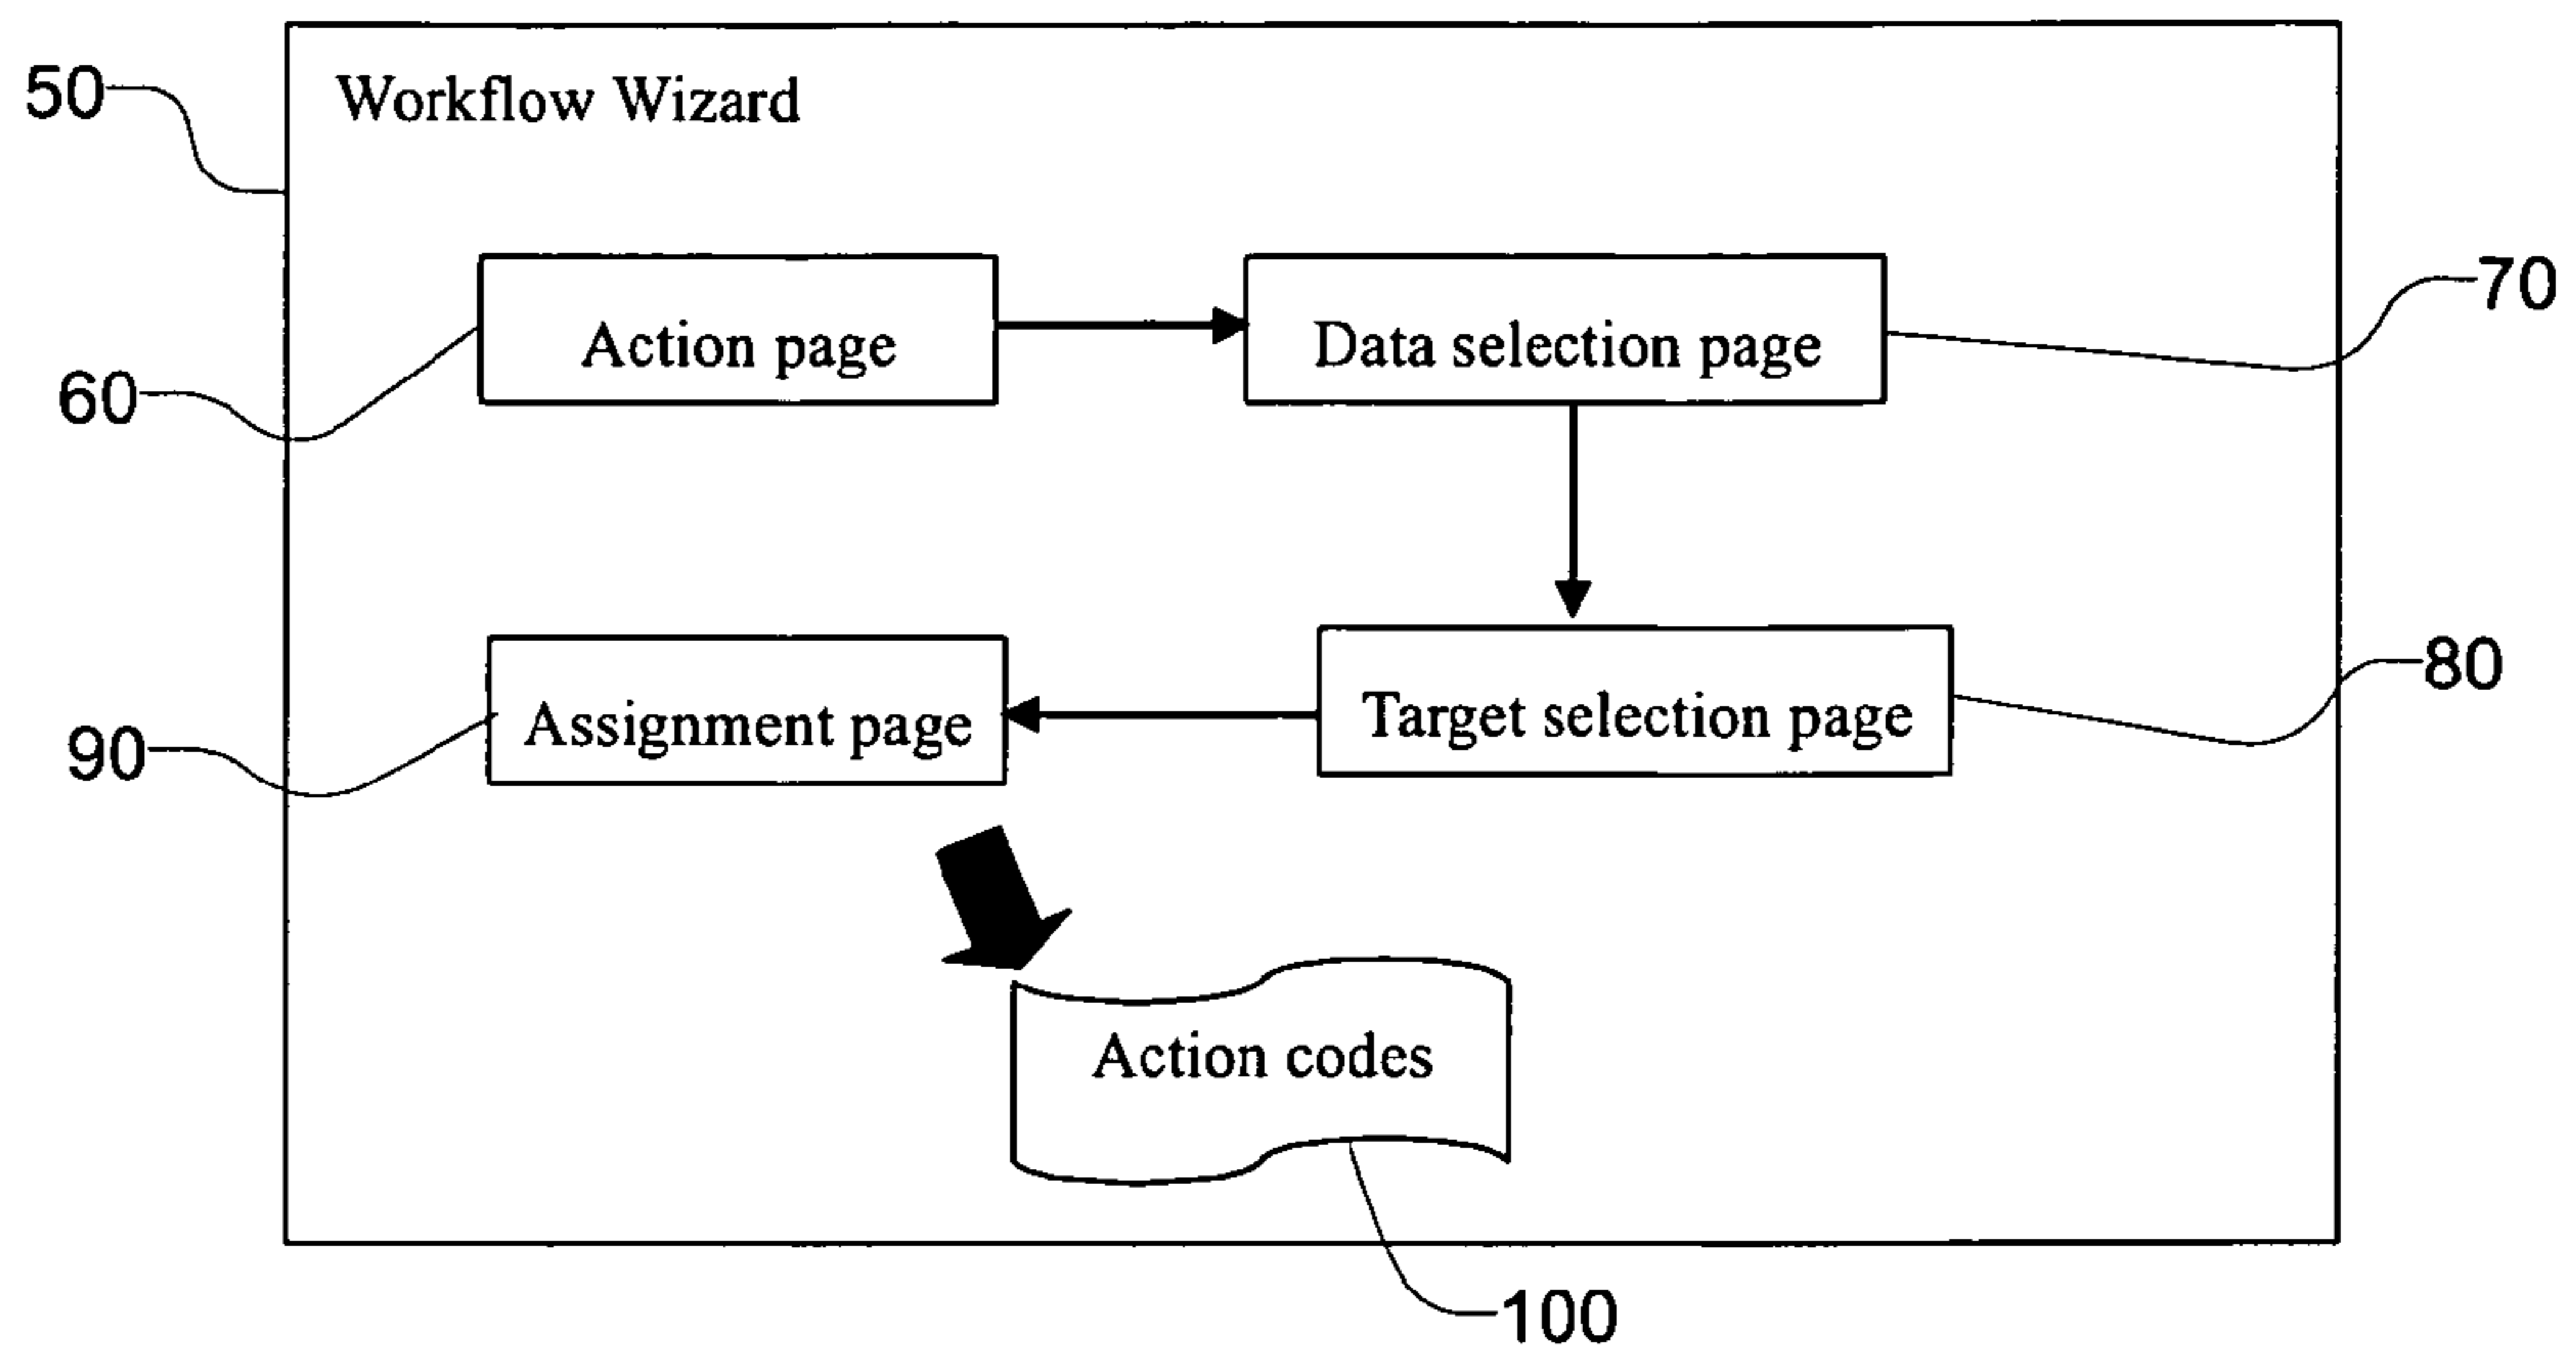 50
Workflow Wizard
Action page
Data selection page
70
60
Assignment page
Target selection page
80
90
Action codes
100